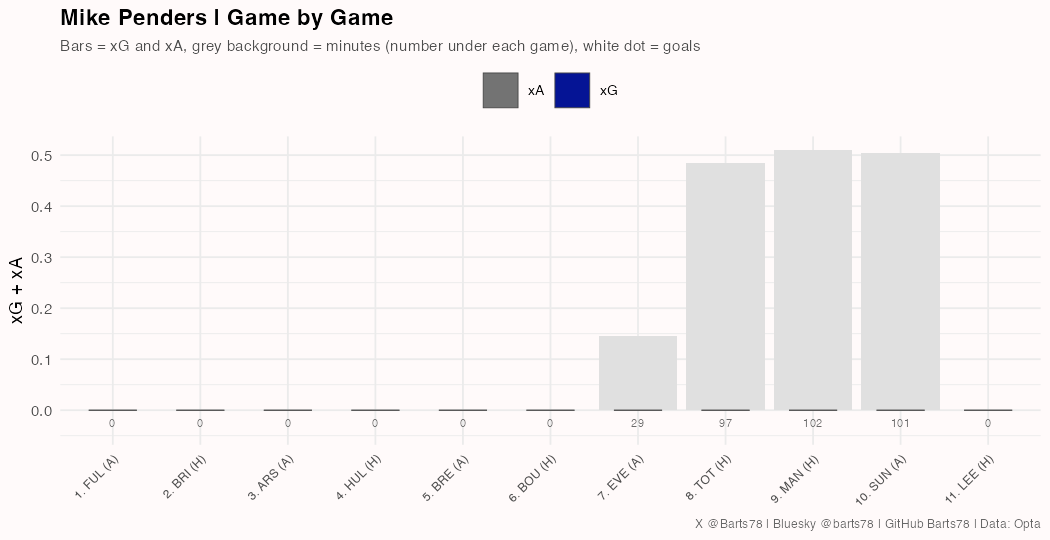 Mike Penders | Game by Game
Bars = xG and xA, grey background = minutes (number under each game), white dot = goals
xA xG
xG + xA
0.5
0.4
0.3
0.2
0.1
0.0
0 0 0 0 0 0 29 97 102 101 0
1. FUL (A) 2. BRI (H) 3. ARS (A) 4. HUL (H) 5. BRE (A) 6. BOU (H) 7. EVE (A) 8. TOT (H) 9. MAN (H) 10. SUN (A) 11. LEE (H)
X @Barts78 | Bluesky @barts78 | GitHub Barts78 | Data: Opta